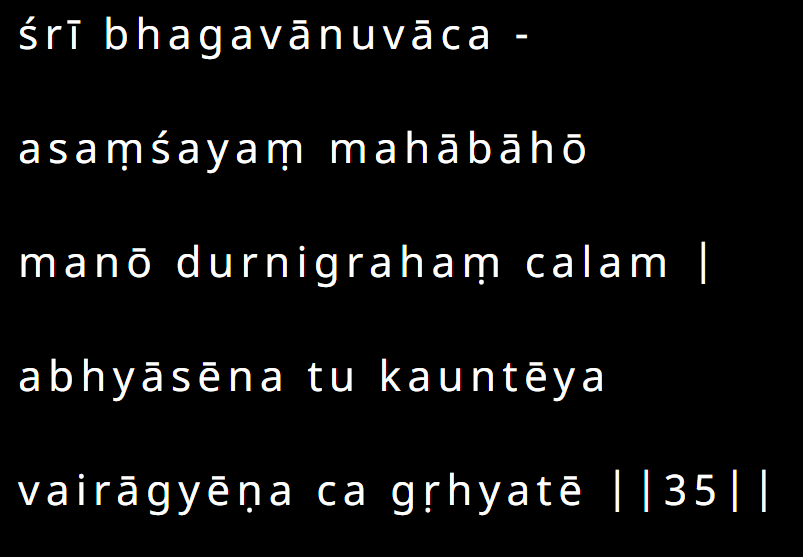 śrī bhagavānuvāca -
asaṃśayaṃ mahābāhō
manō durnigrahaṃ calam |
abhyāsēna tu kauntēya
vairāgyēṇa ca gṛhyatē ||35||